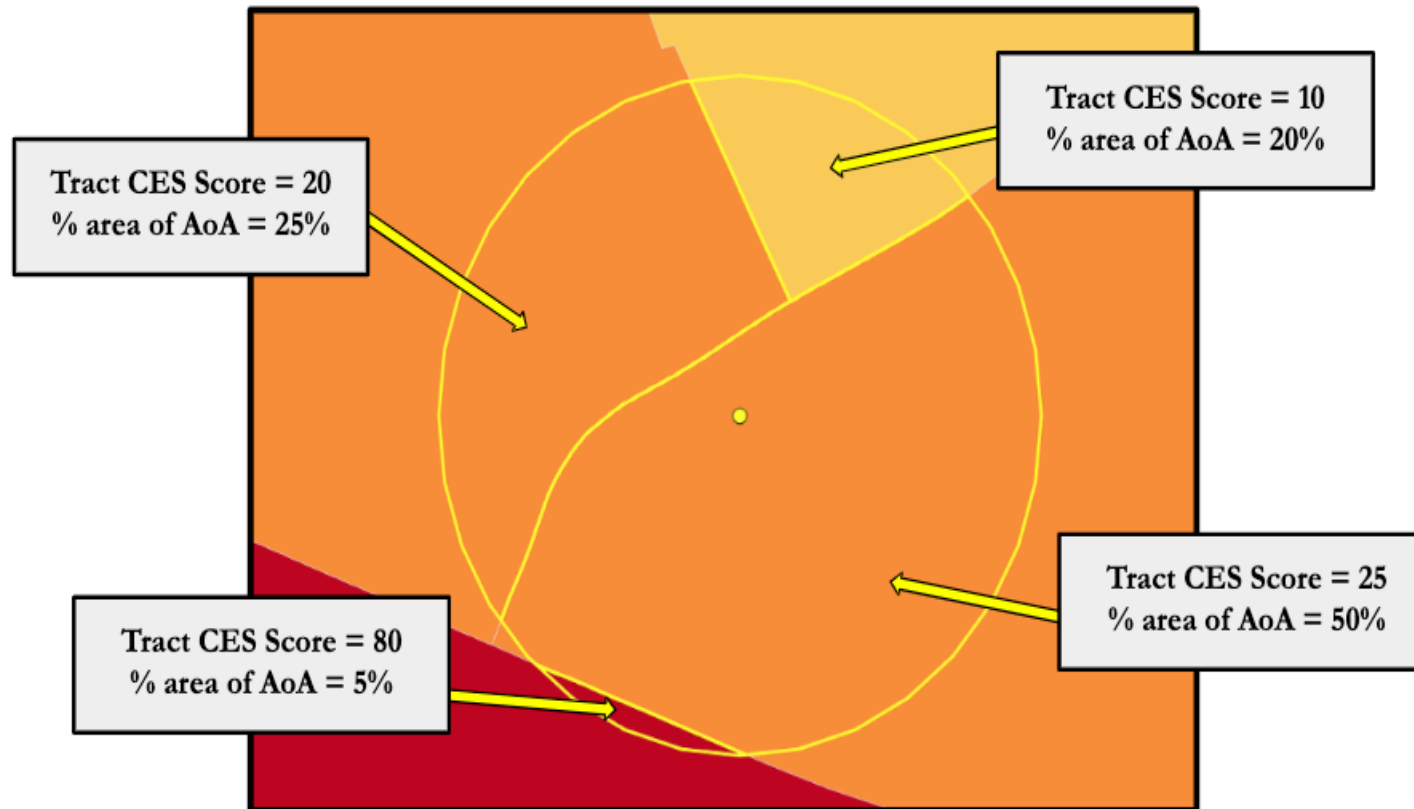 Tract CES Score = 10
% area of AoA = 20%
Tract CES Score = 20
% area of AoA = 25%
Tract CES Score = 25
% area of AoA = 50%
Tract CES Score = 80
% area of AoA = 5%